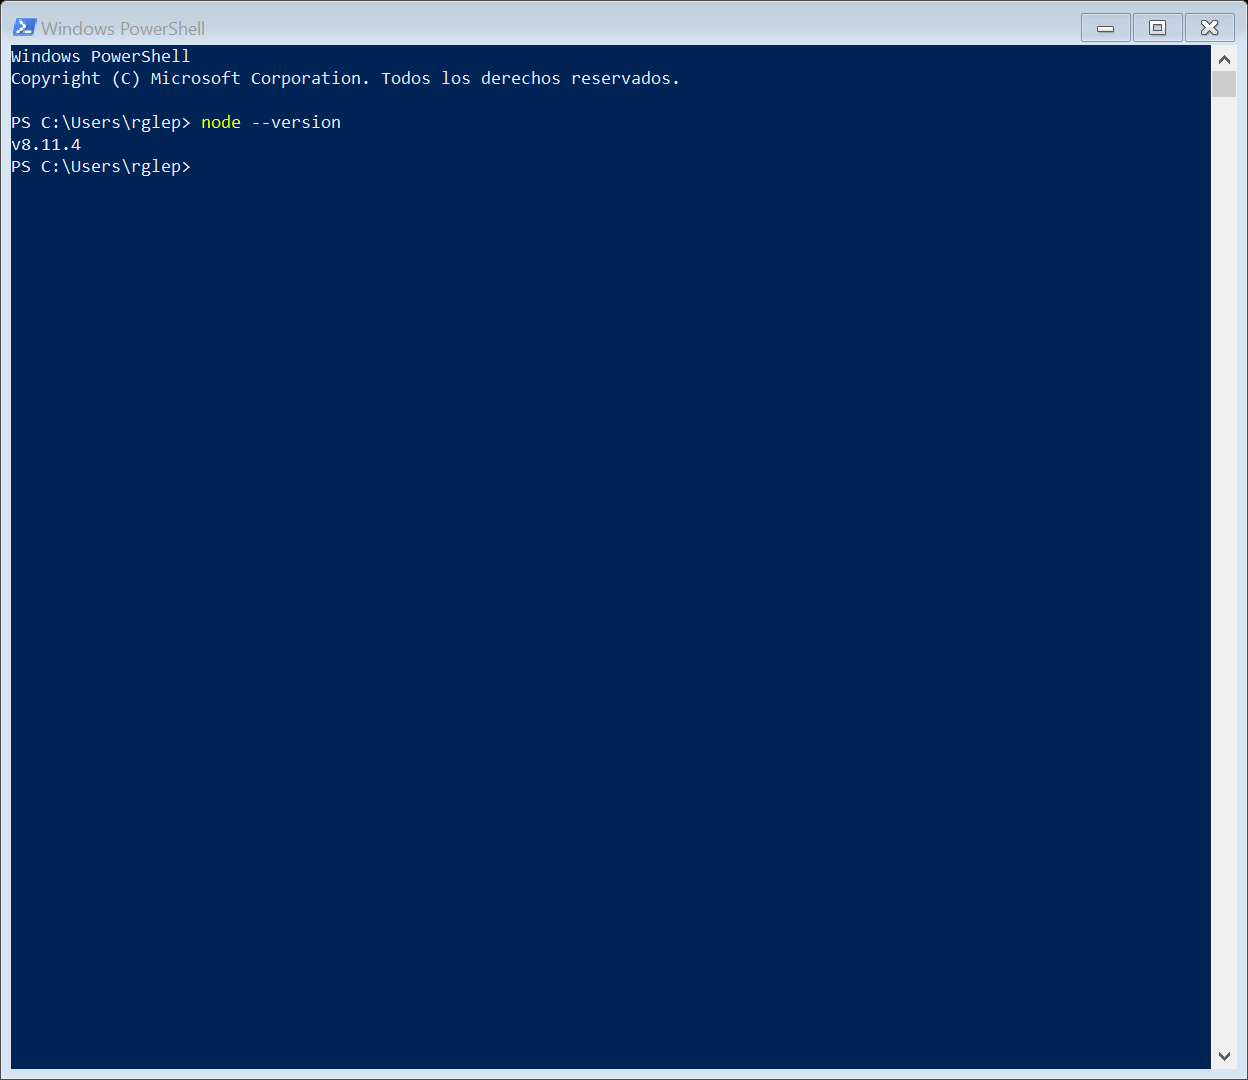 Windows PowerShell
Windows PowerShell
Copyright (C) Microsoft Corporation. Todos los derechos reservados.
PS C:\Users\rglep> node --version
v8.11.4
PS C:\Users\rglep>